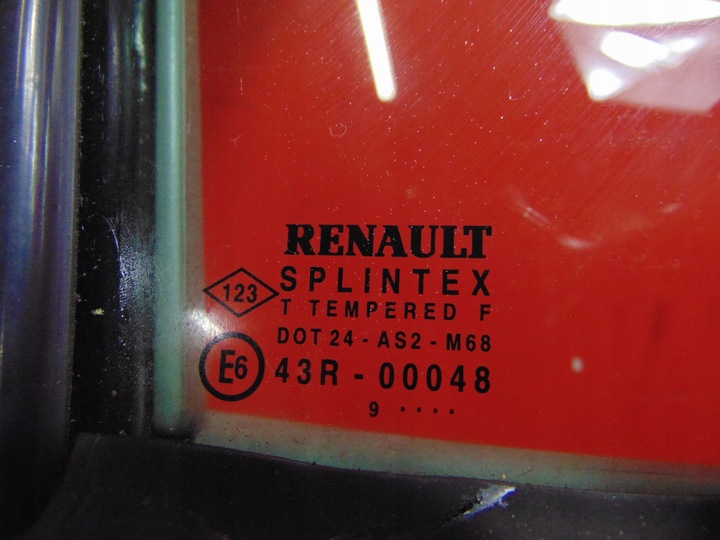 RENAULT
123
SPLINTEX
T TEMPERED F
DOT 24 - AS2 - M68
E6
43R - 00048
9 ....